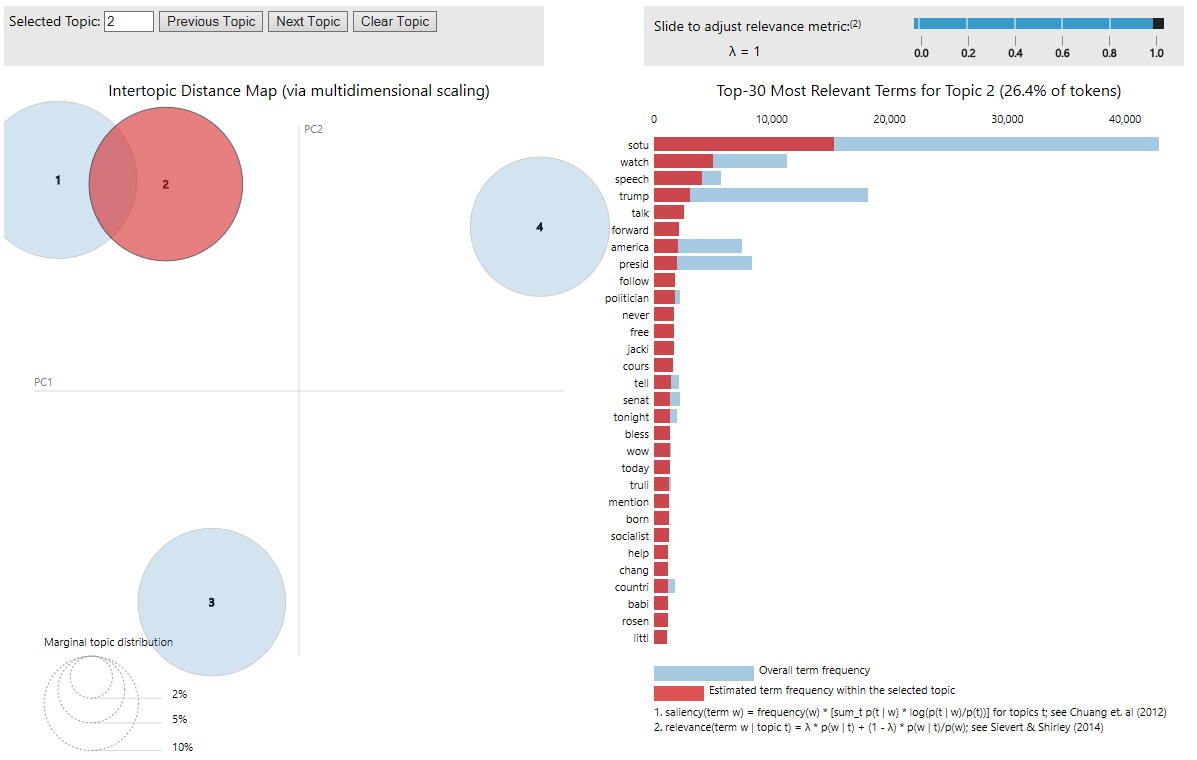 Selected Topic: 2 Previous Topic Next Topic Clear Topic
Slide to adjust relevance metric:(2)
λ = 1
0.0 0.2 0.4 0.6 0.8 1.0
Intertopic Distance Map (via multidimensional scaling)
PC2
PC1
1
2
4
3
Marginal topic distribution
2%
5%
10%
Top-30 Most Relevant Terms for Topic 2 (26.4% of tokens)
0 10,000 20,000 30,000 40,000
sotu
watch
speech
trump
talk
forward
america
presid
follow
politician
never
free
jacki
cours
tell
senat
tonight
bless
wow
today
truli
mention
born
socialist
help
chang
countri
babi
rosen
littl
Overall term frequency
Estimated term frequency within the selected topic
1. saliency(term w) = frequency(w) * [sum_t p(t | w) * log(p(t | w)/p(t))] for topics t; see Chuang et. al (2012)
2. relevance(term w | topic t) = λ * p(w | t) + (1 - λ) * p(w | t)/p(w); see Sievert & Shirley (2014)